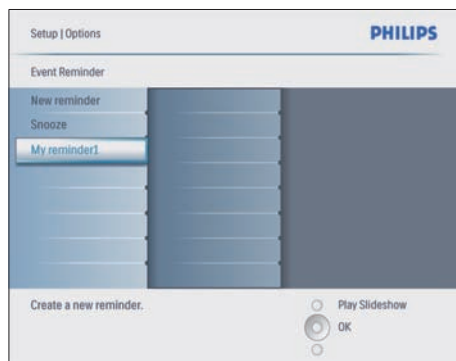 Setup | Options
PHILIPS
Event Reminder
New reminder
Snooze
My reminder1
Create a new reminder.
Play Slideshow
OK